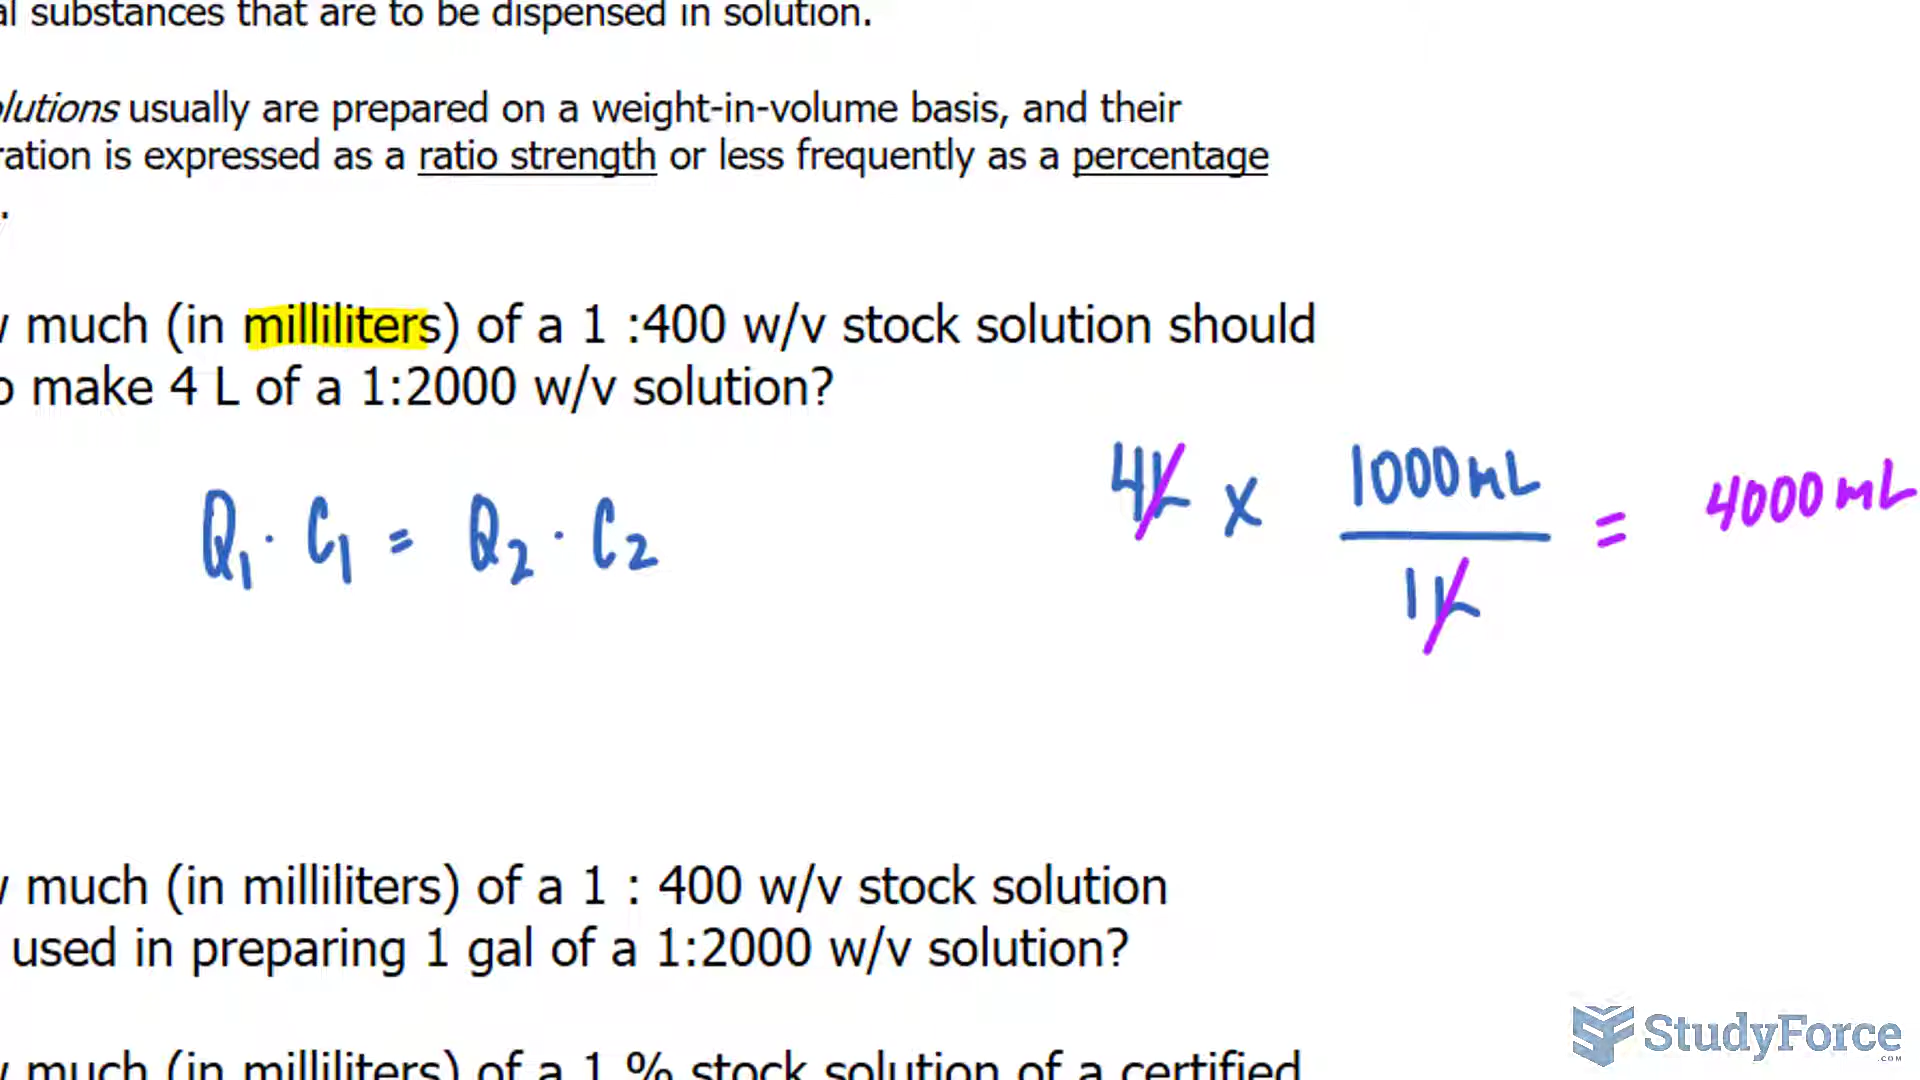 substances that are to be dispensed in solution.
usually are prepared on a weight-in-volume basis, and their
is expressed as a ratio strength or less frequently as a percentage
.
much (in milliliters) of a 1 :400 w/v stock solution should
make 4 L of a 1:2000 w/v solution?
4L x 1000mL / 1L = 4000mL
Q₁ · C₁ = Q₂ · C₂
much (in milliliters) of a 1 : 400 w/v stock solution
used in preparing 1 gal of a 1:2000 w/v solution?
much (in milliliters) of a 1 % stock solution of a certified
StudyForce
.COM